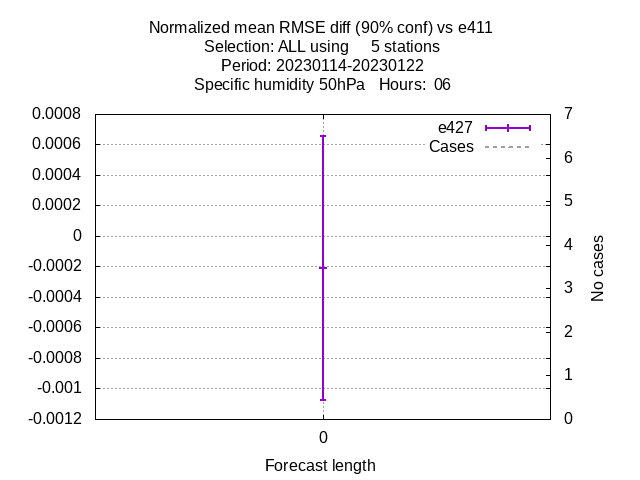 Normalized mean RMSE diff (90% conf) vs e411
Selection: ALL using     5 stations
Period: 20230114-20230122
Specific humidity 50hPa   Hours:  06
0.0008
0.0006
0.0004
0.0002
0
-0.0002
-0.0004
-0.0006
-0.0008
-0.001
-0.0012
e427
Cases
7
6
5
4
3
2
1
0
No cases
0
Forecast length